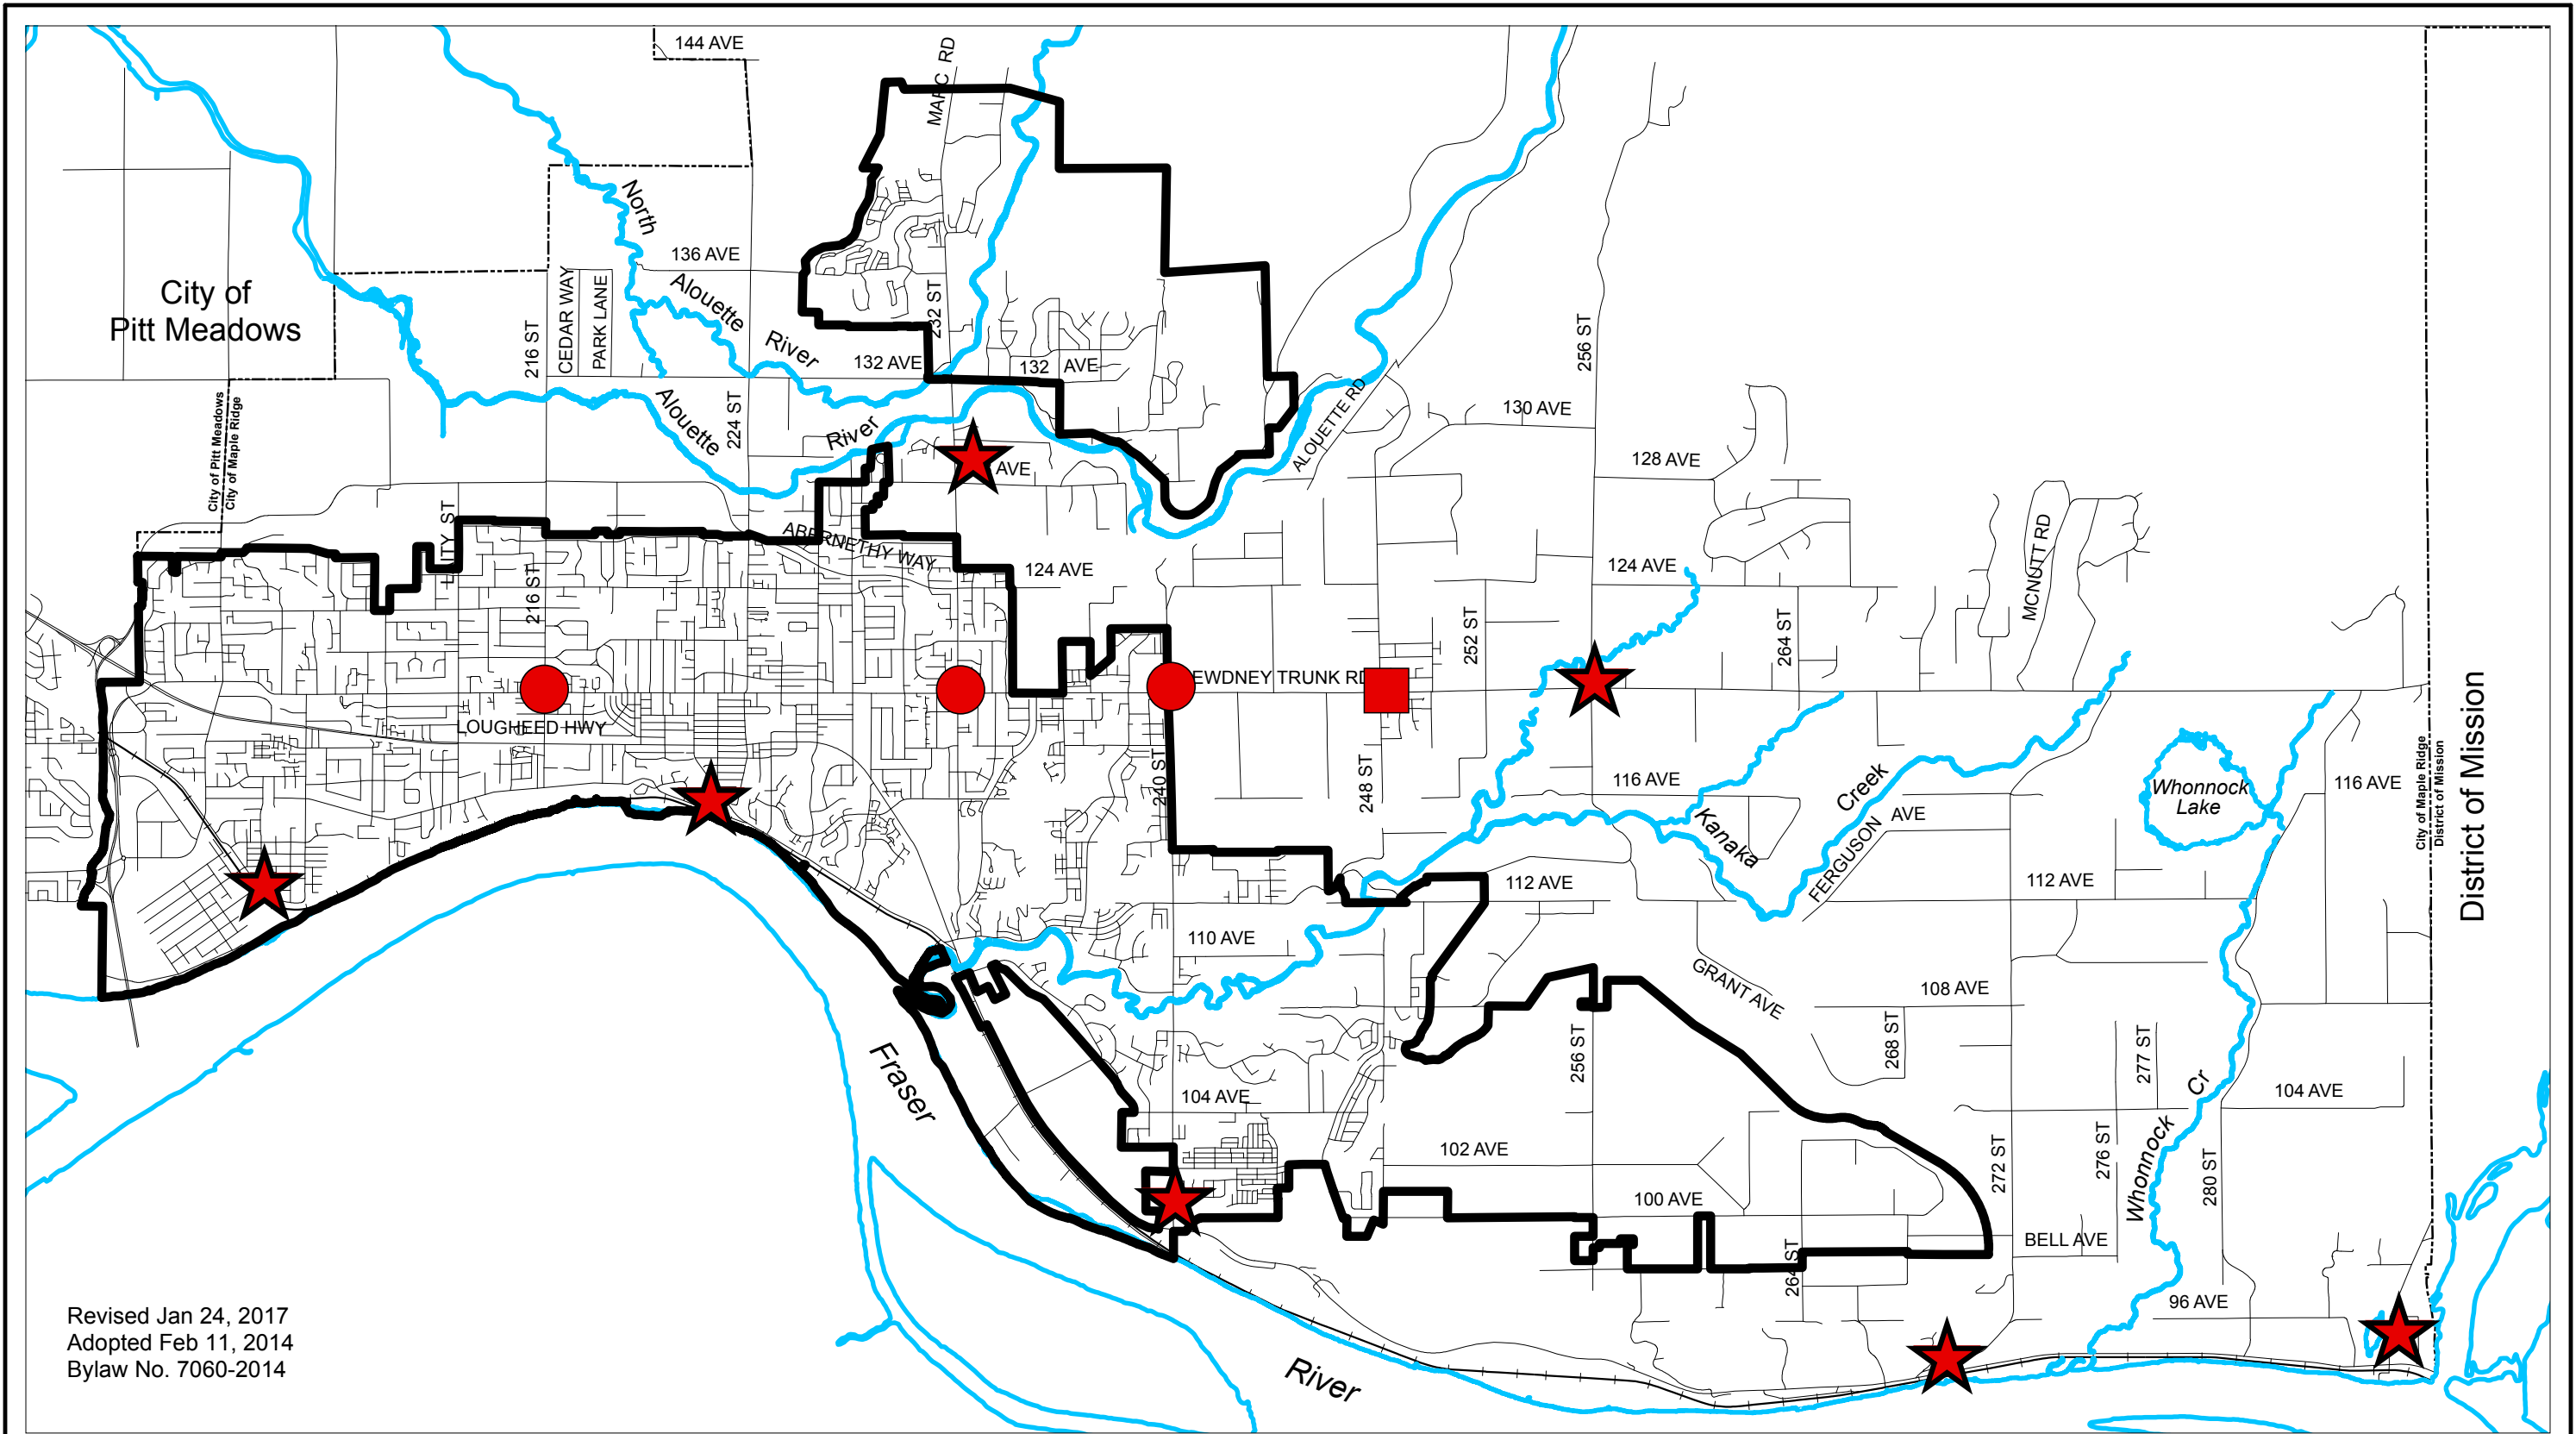 144 AVE
MARC RD
North
136 AVE
Alouette
River
City of
Pitt Meadows
216 ST
CEDAR WAY
PARK LANE
232 ST
132 AVE
132 AVE
256 ST
City of Pitt Meadows
City of Maple Ridge
Alouette
224 ST
River
AVE
ALOUETTE RD
130 AVE
128 AVE
ABERNETHY WAY
216 ST
124 AVE
124 AVE
252 ST
264 ST
MCNUTT RD
EWDNEY TRUNK RD
LOUGHEED HWY
240 ST
248 ST
116 AVE
Kanaka
Creek
FERGUSON AVE
Whonnock
Lake
116 AVE
City of Maple Ridge
District of Mission
District of Mission
112 AVE
112 AVE
110 AVE
GRANT AVE
108 AVE
256 ST
268 ST
277 ST
Fraser
104 AVE
104 AVE
102 AVE
272 ST
276 ST
Whonnock Cr
280 ST
100 AVE
264 ST
BELL AVE
96 AVE
River
Revised Jan 24, 2017
Adopted Feb 11, 2014
Bylaw No. 7060-2014